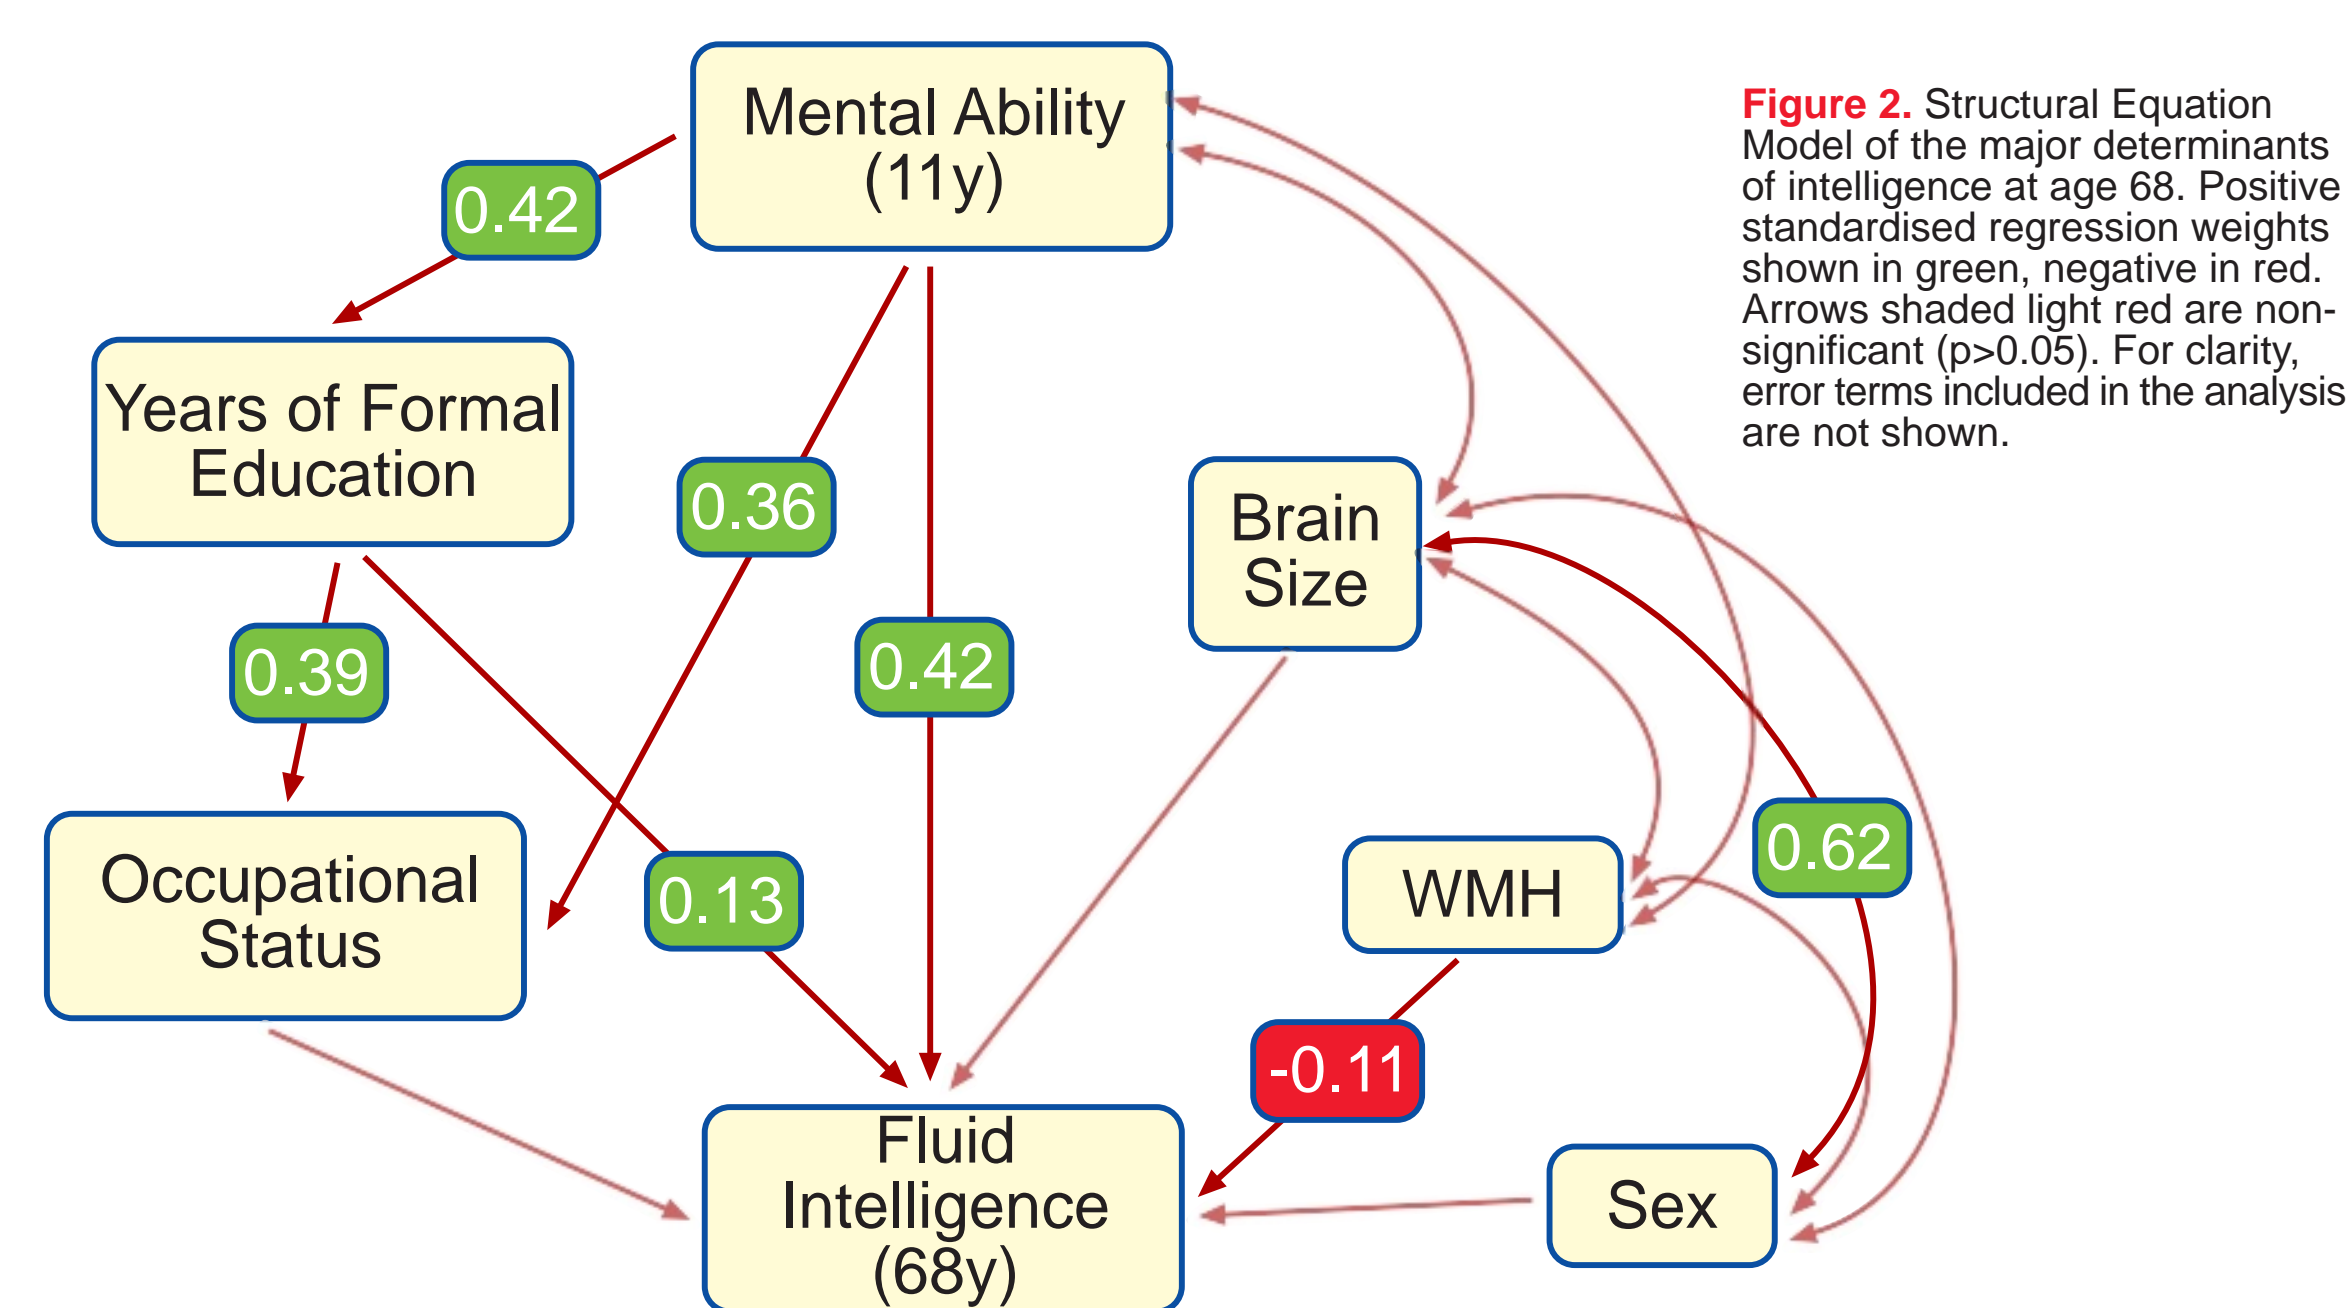 Mental Ability
(11y)
Figure 2. Structural Equation
Model of the major determinants
of intelligence at age 68. Positive
standardised regression weights
shown in green, negative in red.
Arrows shaded light red are non-
significant (p>0.05). For clarity,
error terms included in the analysis
are not shown.
0.42
Years of Formal
Education
0.36
Brain
Size
0.39
0.42
0.62
Occupational
Status
0.13
WMH
-0.11
Fluid
Intelligence
(68y)
Sex